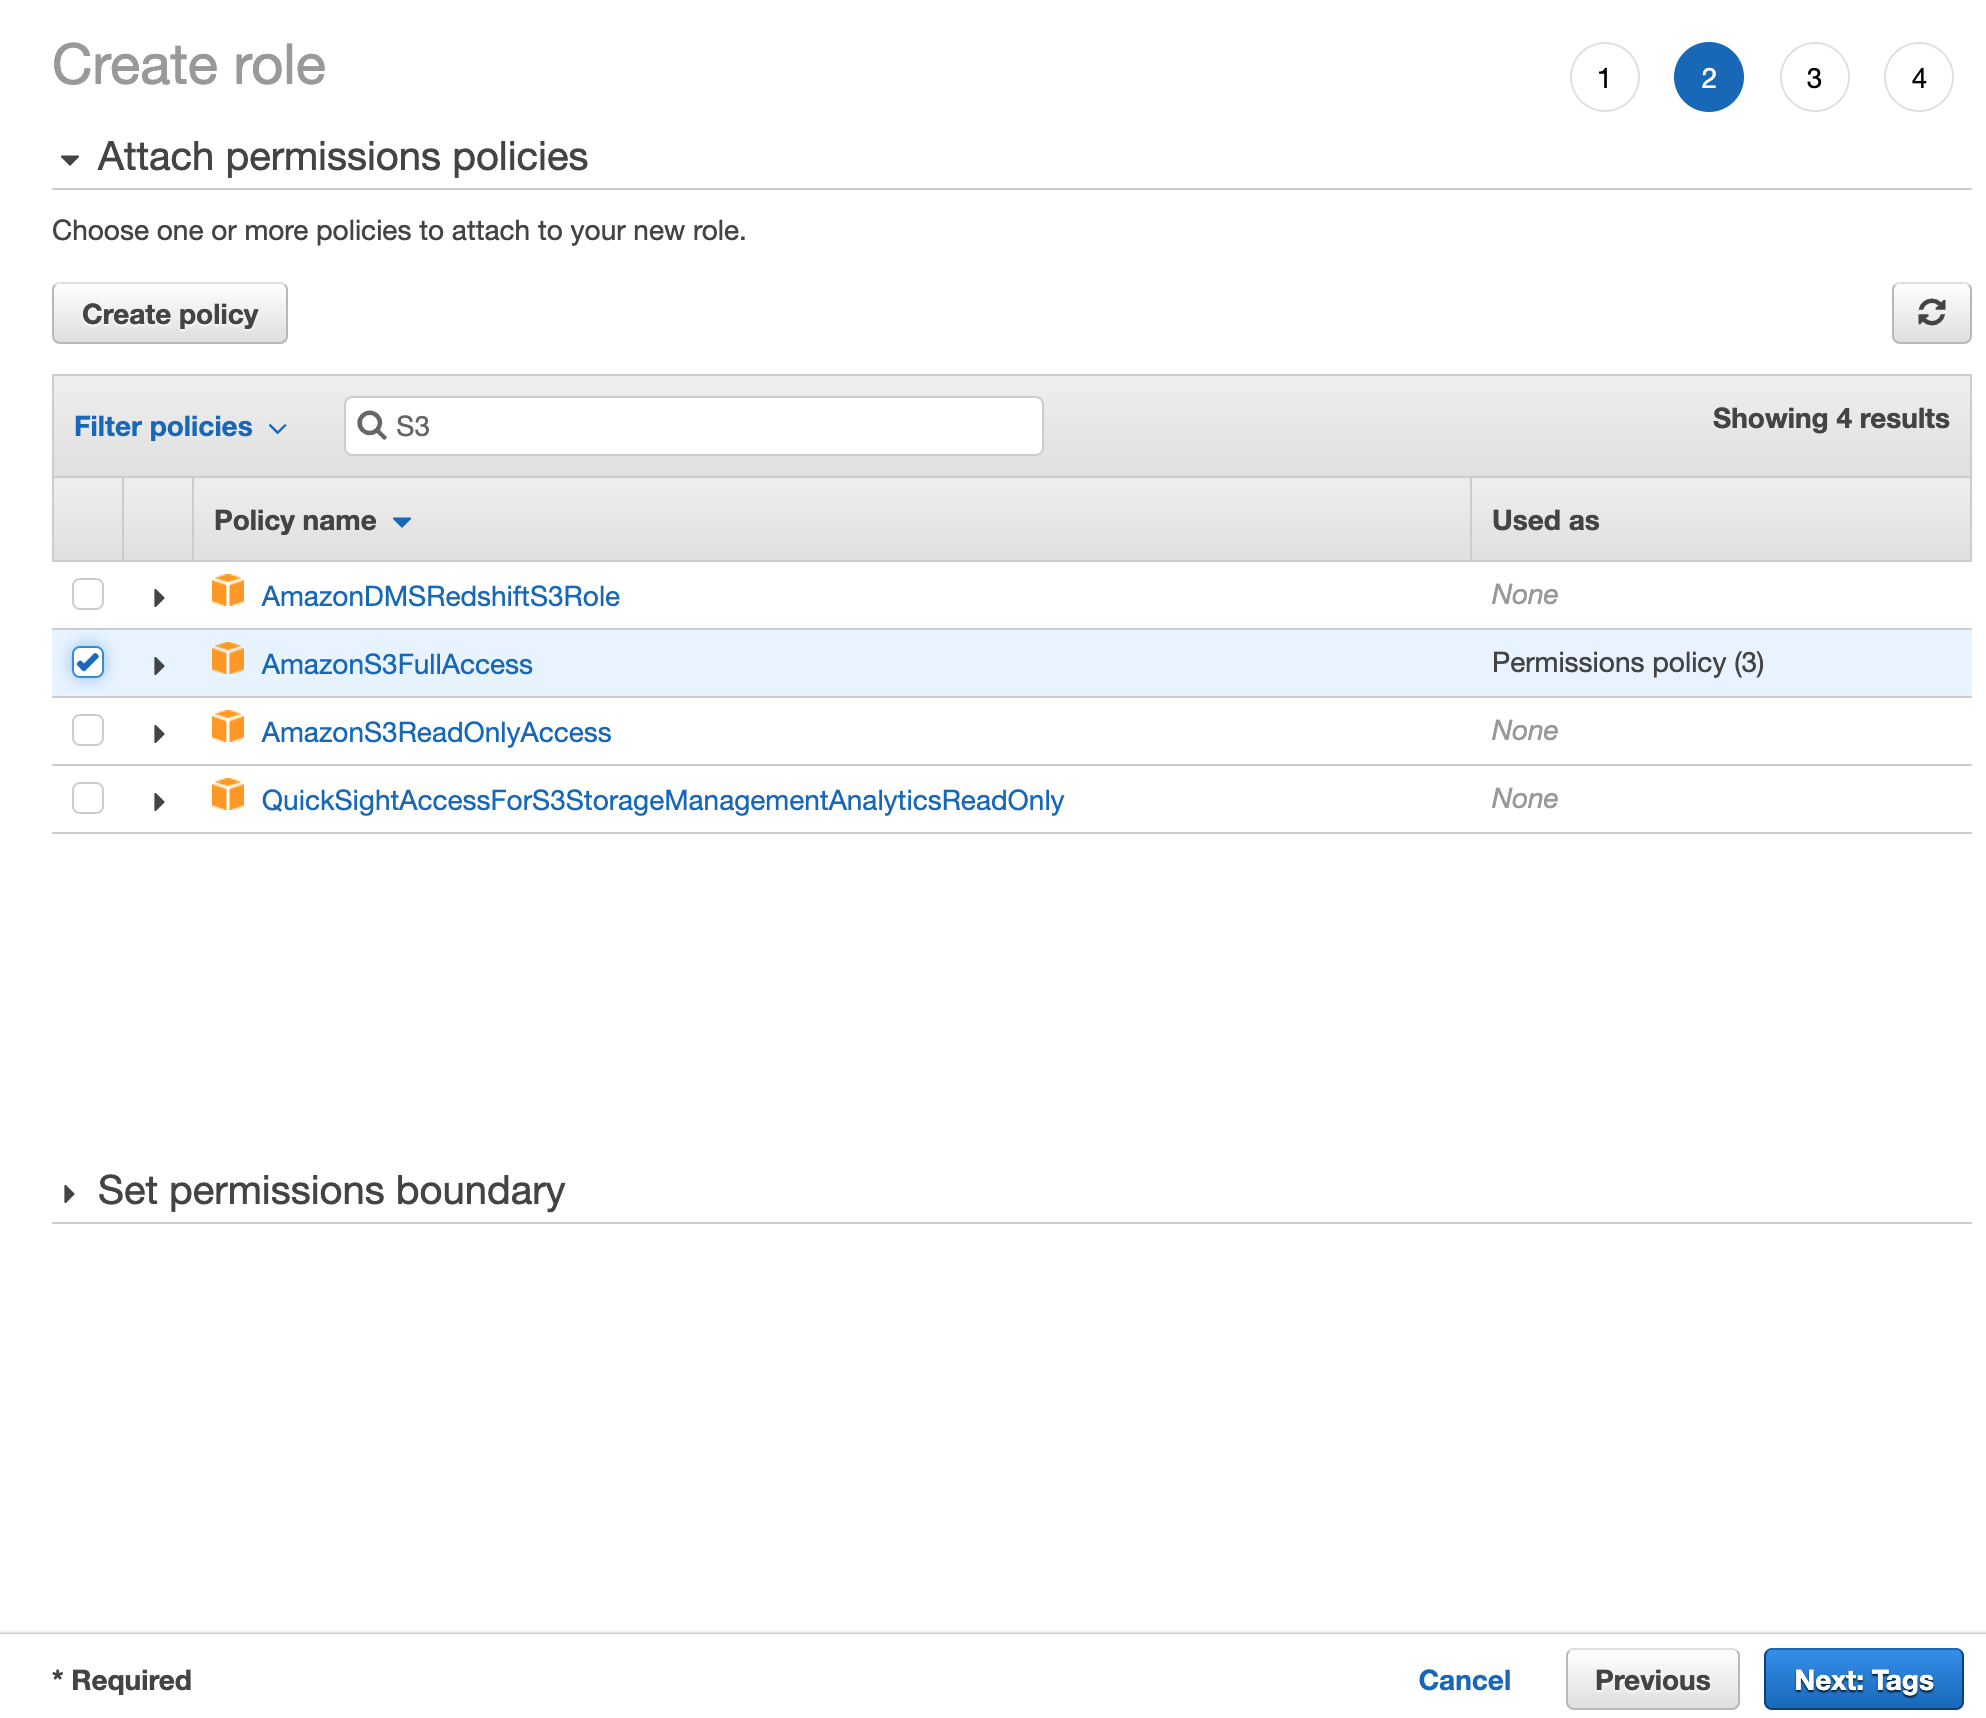 Create role
1 2 3 4
Attach permissions policies
Choose one or more policies to attach to your new role.
Create policy
Filter policies S3 Showing 4 results
Policy name Used as
AmazonDMSRedshiftS3Role None
AmazonS3FullAccess Permissions policy (3)
AmazonS3ReadOnlyAccess None
QuickSightAccessForS3StorageManagementAnalyticsReadOnly None
Set permissions boundary
* Required Cancel Previous Next: Tags